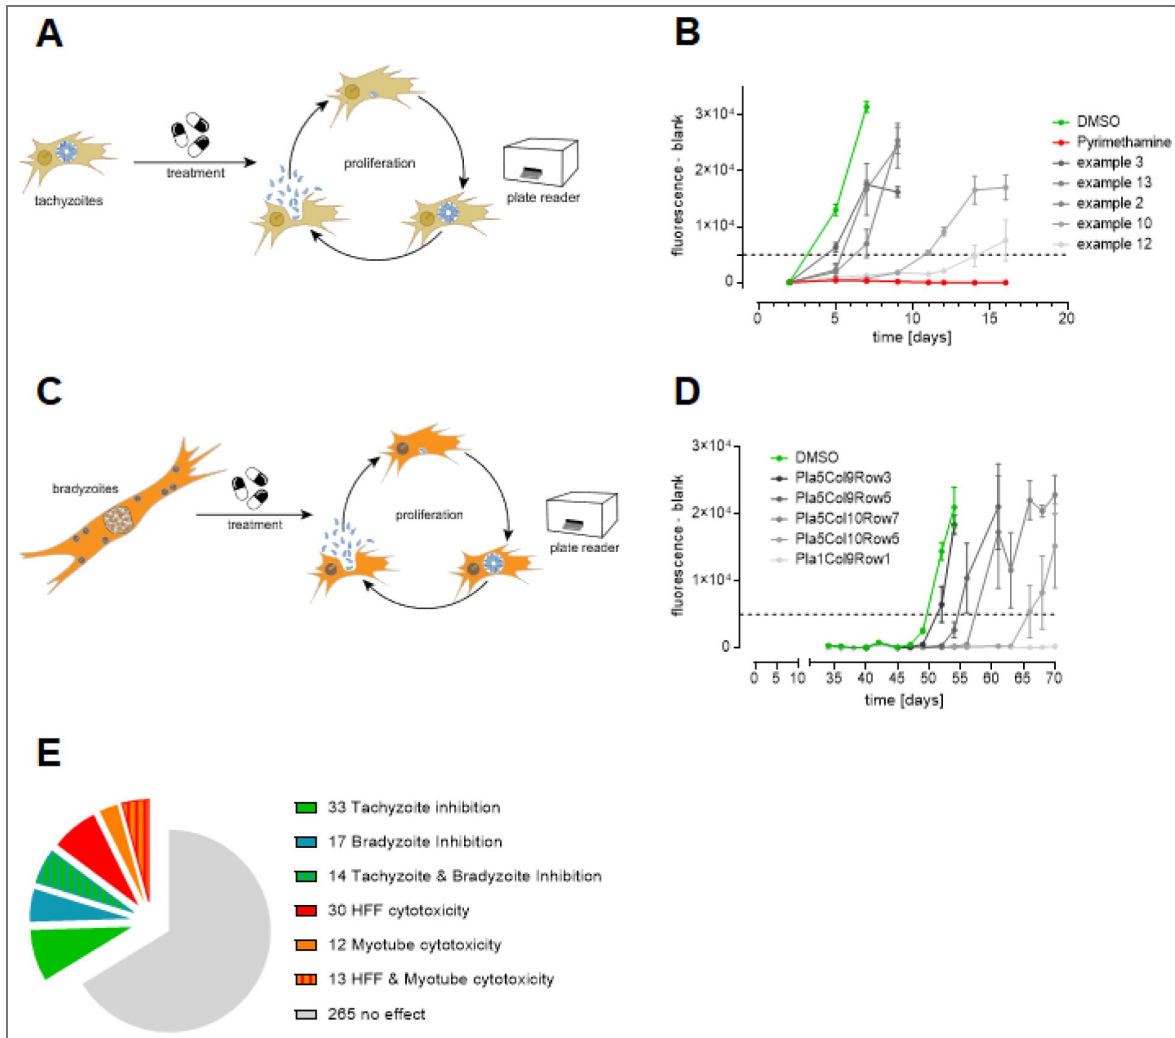 A
tachyzoites
treatment
proliferation
plate reader
B
fluorescence - blank
3×10⁴
2×10⁴
1×10⁴
0
0 5 10 15 20
time [days]
DMSO
Pyrimethamine
example 3
example 13
example 2
example 10
example 12
C
bradyzoites
treatment
proliferation
plate reader
D
fluorescence - blank
3×10⁴
2×10⁴
1×10⁴
0
0 5 10 35 40 45 50 55 60 65 70
time [days]
DMSO
Pla5Col9Row3
Pla5Col9Row5
Pla5Col10Row7
Pla5Col10Row5
Pla1Col9Row1
E
33 Tachyzoite inhibition
17 Bradyzoite Inhibition
14 Tachyzoite & Bradyzoite Inhibition
30 HFF cytotoxicity
12 Myotube cytotoxicity
13 HFF & Myotube cytotoxicity
265 no effect